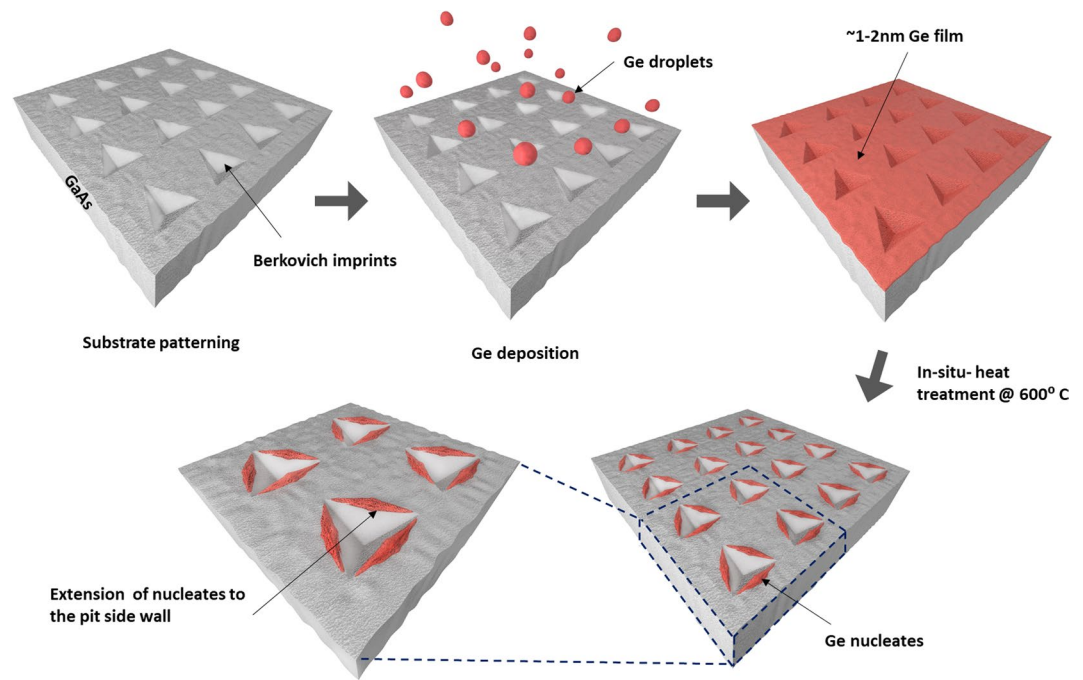 Ge droplets
~1-2nm Ge film
GaAs
Berkovich imprints
Substrate patterning
Ge deposition
In-situ- heat
treatment @ 600⁰ C
Extension of nucleates to
the pit side wall
Ge nucleates